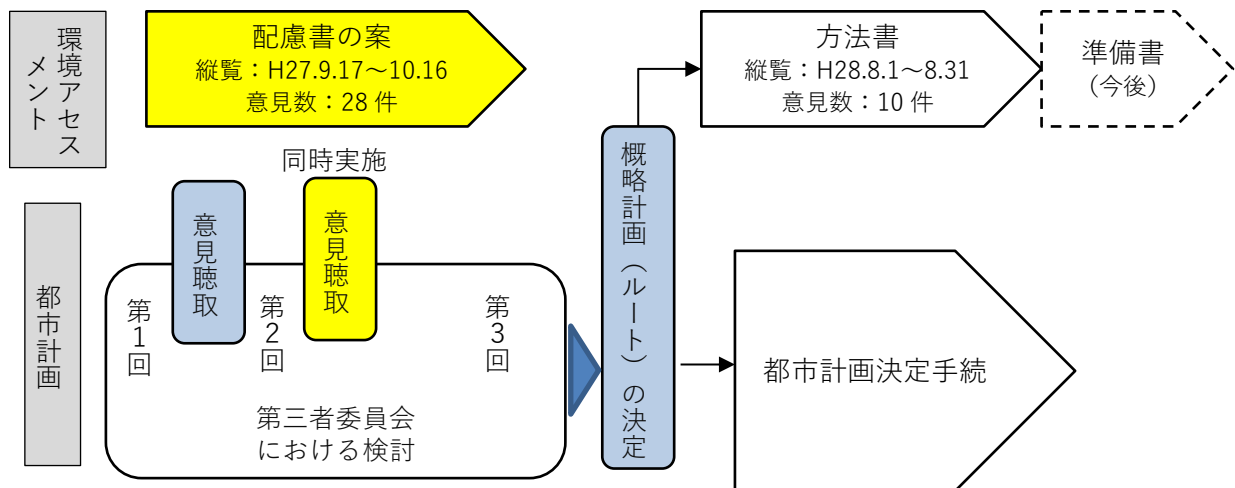 環境アセス
メント
配慮書の案
縦覧：H27.9.17～10.16
意見数：28 件
方法書
縦覧：H28.8.1～8.31
意見数：10 件
準備書
（今後）
同時実施
都市計画
第1回
意見聴取
第2回
意見聴取
第3回
第三者委員会
における検討
概略計画（ルート）の決定
都市計画決定手続